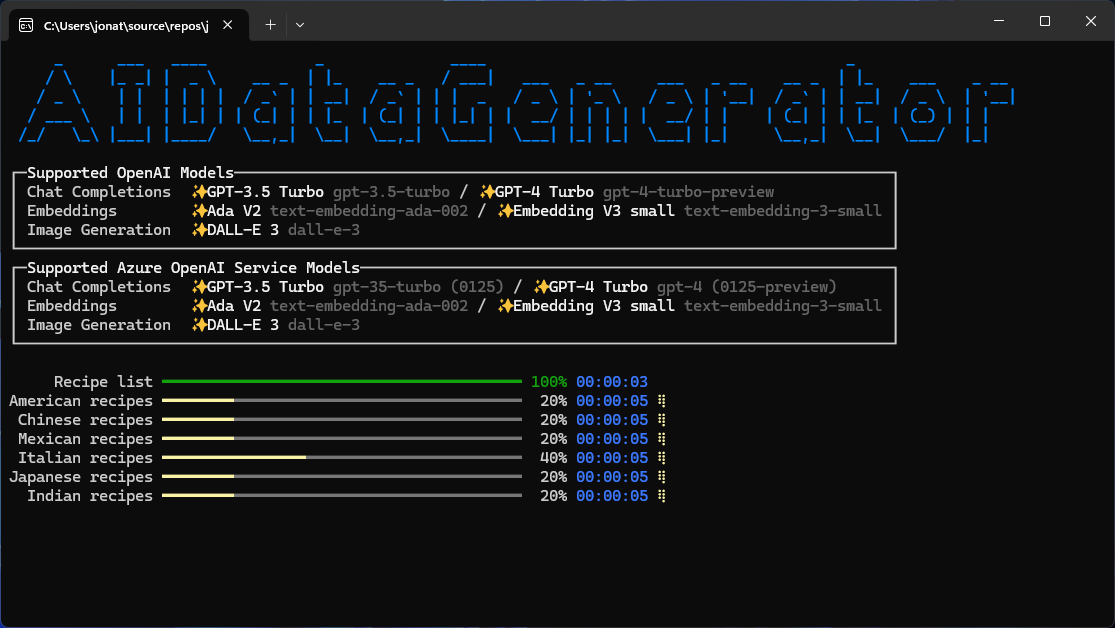 C:\Users\jonat\source\repos\j
AIDataGenerator
Supported OpenAI Models
Chat Completions ✨GPT-3.5 Turbo gpt-3.5-turbo / ✨GPT-4 Turbo gpt-4-turbo-preview
Embeddings ✨Ada V2 text-embedding-ada-002 / ✨Embedding V3 small text-embedding-3-small
Image Generation ✨DALL-E 3 dall-e-3
Supported Azure OpenAI Service Models
Chat Completions ✨GPT-3.5 Turbo gpt-35-turbo (0125) / ✨GPT-4 Turbo gpt-4 (0125-preview)
Embeddings ✨Ada V2 text-embedding-ada-002 / ✨Embedding V3 small text-embedding-3-small
Image Generation ✨DALL-E 3 dall-e-3
Recipe list 100% 00:00:03
American recipes 20% 00:00:05
Chinese recipes 20% 00:00:05
Mexican recipes 20% 00:00:05
Italian recipes 40% 00:00:05
Japanese recipes 20% 00:00:05
Indian recipes 20% 00:00:05